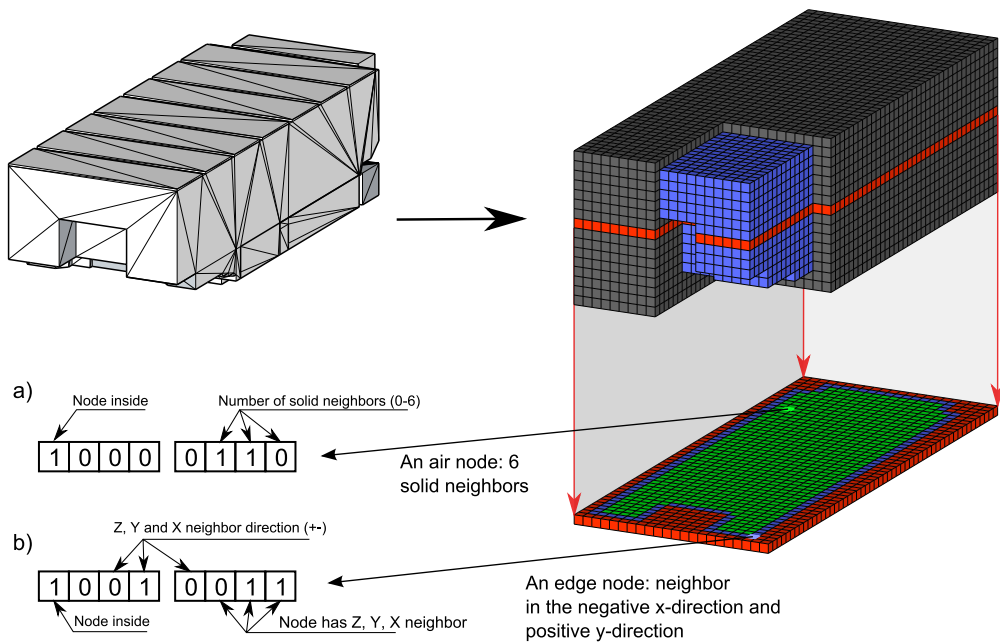 a)
Node inside
Number of solid neighbors (0-6)
1 0 0 0 0 1 1 0
An air node: 6
solid neighbors
b)
Z, Y and X neighbor direction (+-)
1 0 0 1 0 0 1 1
Node inside
Node has Z, Y, X neighbor
An edge node: neighbor
in the negative x-direction and
positive y-direction